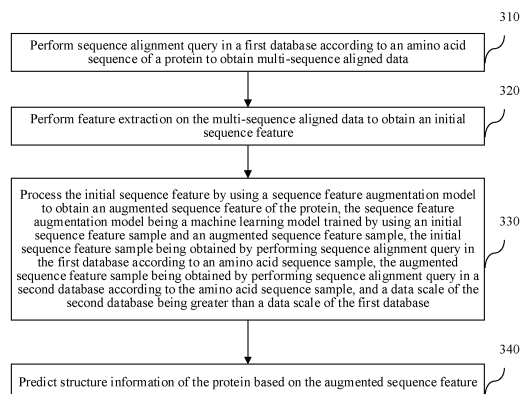 310
Perform sequence alignment query in a first database according to an amino acid
sequence of a protein to obtain multi-sequence aligned data
320
Perform feature extraction on the multi-sequence aligned data to obtain an initial
sequence feature
330
Process the initial sequence feature by using a sequence feature augmentation model
to obtain an augmented sequence feature of the protein, the sequence feature
augmentation model being a machine learning model trained by using an initial
sequence feature sample and an augmented sequence feature sample, the initial
sequence feature sample being obtained by performing sequence alignment query in
the first database according to an amino acid sequence sample, the augmented
sequence feature sample being obtained by performing sequence alignment query in a
second database according to the amino acid sequence sample, and a data scale of the
second database being greater than a data scale of the first database
340
Predict structure information of the protein based on the augmented sequence feature